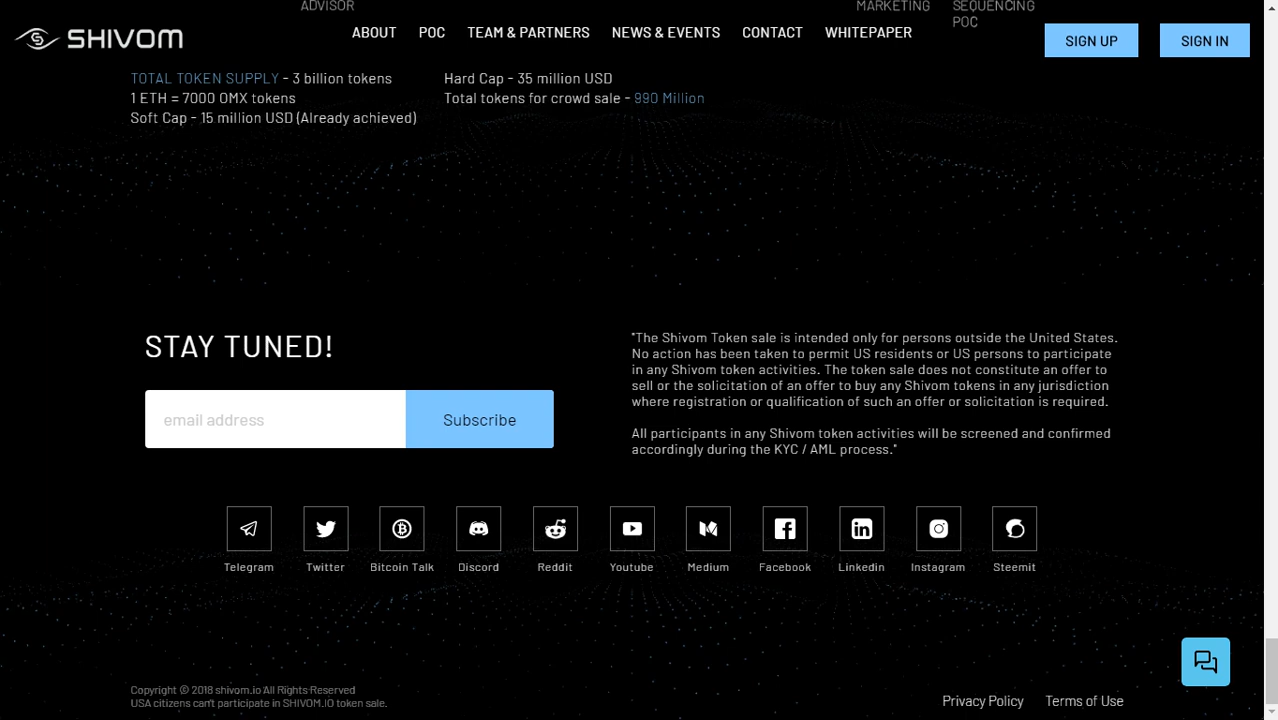 ADVISOR
MARKETING
SEQUENCING
POC
SHIVOM
ABOUT
POC
TEAM & PARTNERS
NEWS & EVENTS
CONTACT
WHITEPAPER
SIGN UP
SIGN IN
TOTAL TOKEN SUPPLY - 3 billion tokens
1 ETH = 7000 OMX tokens
Soft Cap - 15 million USD (Already achieved)
Hard Cap - 35 million USD
Total tokens for crowd sale - 990 Million
STAY TUNED!
email address
Subscribe
"The Shivom Token sale is intended only for persons outside the United States.
No action has been taken to permit US residents or US persons to participate
in any Shivom token activities. The token sale does not constitute an offer to
sell or the solicitation of an offer to buy any Shivom tokens in any jurisdiction
where registration or qualification of such an offer or solicitation is required.
All participants in any Shivom token activities will be screened and confirmed
accordingly during the KYC / AML process."
Telegram
Twitter
Bitcoin Talk
Discord
Reddit
Youtube
Medium
Facebook
Linkedin
Instagram
Steemit
Copyright © 2018 shivom.io All Rights Reserved
USA citizens can't participate in SHIVOM.IO token sale.
Privacy Policy
Terms of Use